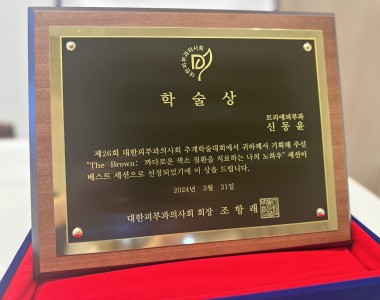 대한피부과의사회
학술상
트리에피부과
신동윤
제26회 대한피부과의사회 추계학술대회에서 귀하께서 기획해 주신
"The Brown: 까다로운 색소 질환을 치료하는 나의 노하우" 세션이
베스트 세션으로 선정되었기에 이 상을 드립니다.
2024년 3월 31일
대한피부과의사회 회장 조항래